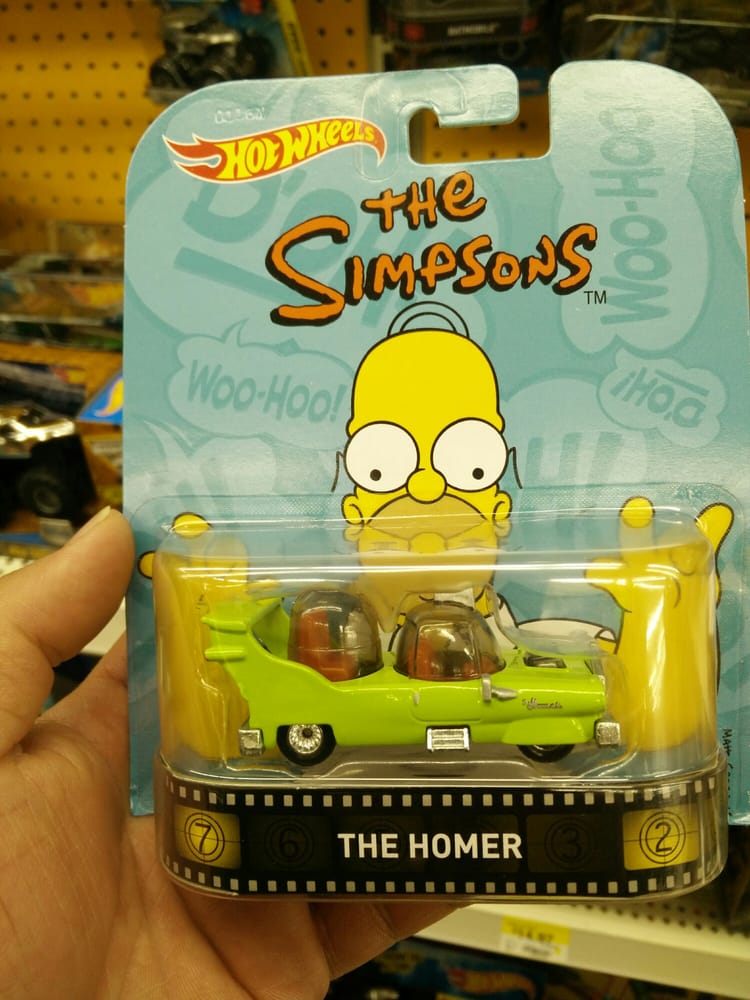 HOT WHEELS
THE
SIMPSONS
TM
WOO-HOO
WOO-HOO!
D'OH!
7 6 THE HOMER 3 2